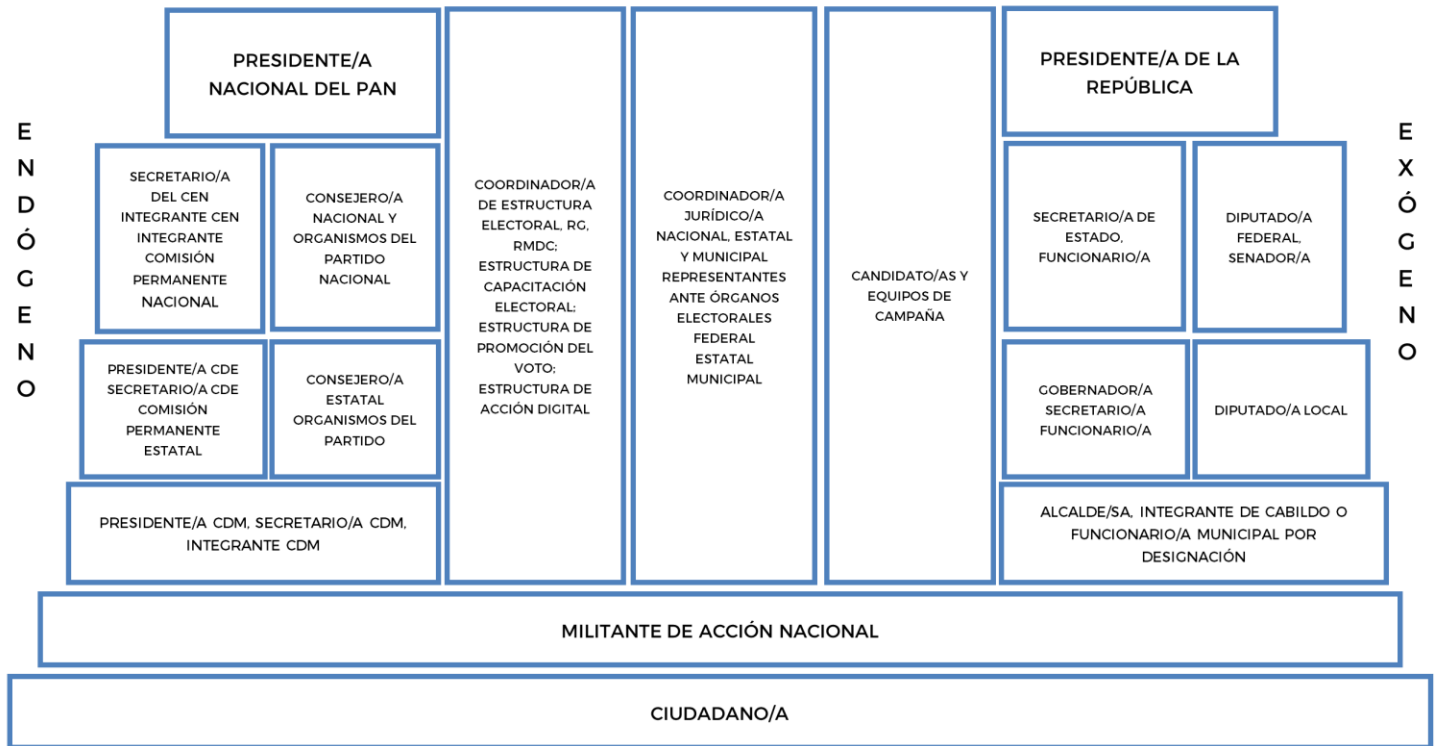 PRESIDENTE/A
NACIONAL DEL PAN
PRESIDENTE/A DE LA
REPÚBLICA
E
N
D
Ó
G
E
N
O
SECRETARIO/A
DEL CEN
INTEGRANTE CEN
INTEGRANTE
COMISIÓN
PERMANENTE
NACIONAL
CONSEJERO/A
NACIONAL Y
ORGANISMOS DEL
PARTIDO
NACIONAL
PRESIDENTE/A CDE
SECRETARIO/A CDE
COMISIÓN
PERMANENTE
ESTATAL
CONSEJERO/A
ESTATAL
ORGANISMOS DEL
PARTIDO
PRESIDENTE/A CDM, SECRETARIO/A CDM,
INTEGRANTE CDM
COORDINADOR/A
DE ESTRUCTURA
ELECTORAL, RG,
RMDC;
ESTRUCTURA DE
CAPACITACIÓN
ELECTORAL;
ESTRUCTURA DE
PROMOCIÓN DEL
VOTO;
ESTRUCTURA DE
ACCIÓN DIGITAL
COORDINADOR/A
JURÍDICO/A
NACIONAL, ESTATAL
Y MUNICIPAL
REPRESENTANTES
ANTE ÓRGANOS
ELECTORALES
FEDERAL
ESTATAL
MUNICIPAL
CANDIDATO/AS Y
EQUIPOS DE
CAMPAÑA
SECRETARIO/A DE
ESTADO,
FUNCIONARIO/A
DIPUTADO/A
FEDERAL,
SENADOR/A
GOBERNADOR/A
SECRETARIO/A
FUNCIONARIO/A
DIPUTADO/A LOCAL
ALCALDE/SA, INTEGRANTE DE CABILDO O
FUNCIONARIO/A MUNICIPAL POR
DESIGNACIÓN
E
X
Ó
G
E
N
O
MILITANTE DE ACCIÓN NACIONAL
CIUDADANO/A